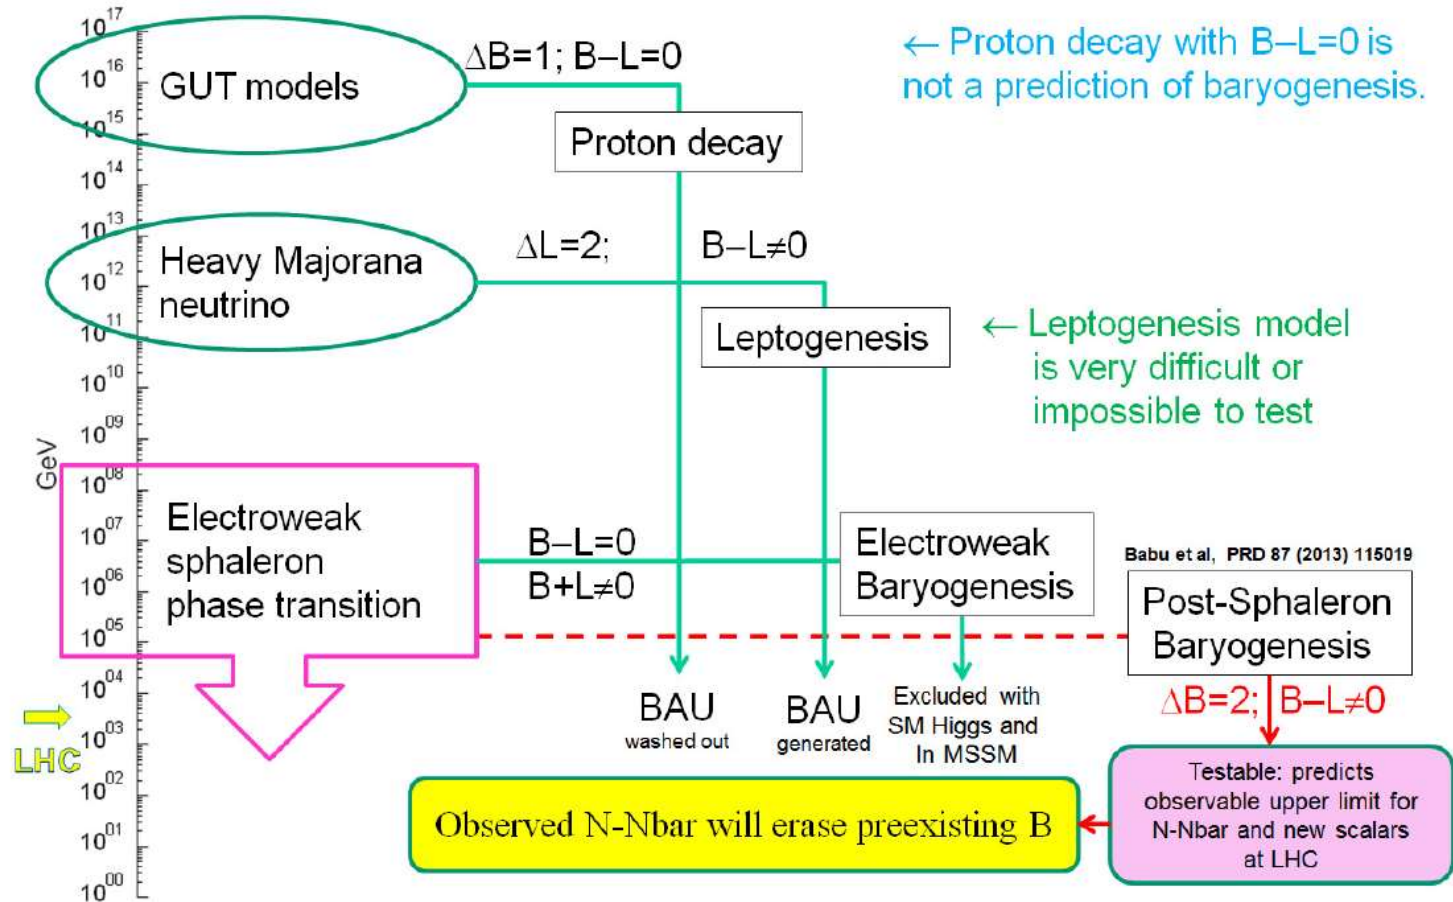 10^17
10^16
10^15
10^14
10^13
10^12
10^11
10^10
10^09
10^08
10^07
10^06
10^05
10^04
10^03
10^02
10^01
10^00
GeV
LHC
GUT models
ΔB=1; B–L=0
← Proton decay with B–L=0 is
not a prediction of baryogenesis.
Proton decay
Heavy Majorana
neutrino
ΔL=2; B–L≠0
Leptogenesis
← Leptogenesis model
is very difficult or
impossible to test
Electroweak
sphaleron
phase transition
B–L=0
B+L≠0
Electroweak
Baryogenesis
Babu et al, PRD 87 (2013) 115019
Post-Sphaleron
Baryogenesis
BAU
washed out
BAU
generated
Excluded with
SM Higgs and
In MSSM
ΔB=2; B–L≠0
Testable: predicts
observable upper limit for
N-Nbar and new scalars
at LHC
Observed N-Nbar will erase preexisting B